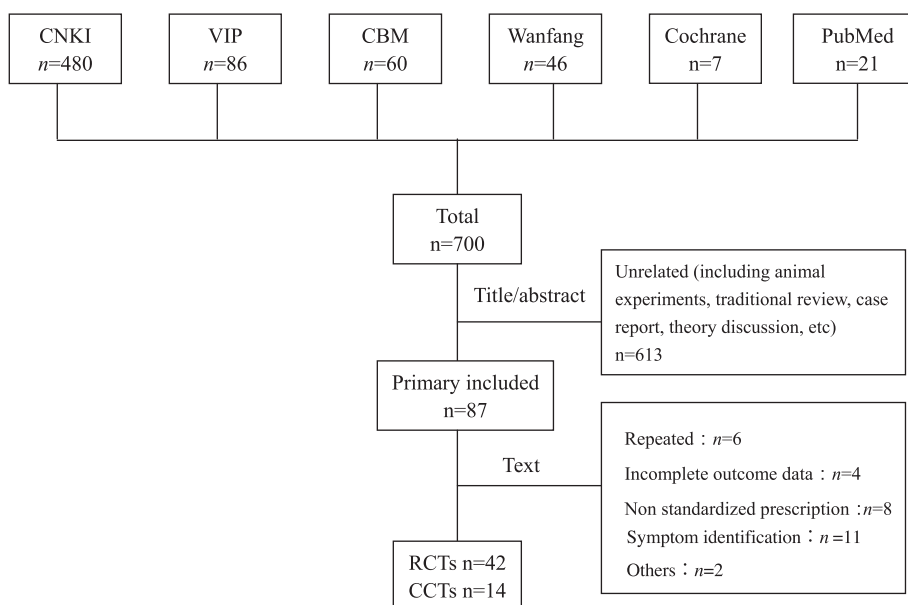 CNKI
n=480
VIP
n=86
CBM
n=60
Wanfang
n=46
Cochrane
n=7
PubMed
n=21
Total
n=700
Title/abstract
Unrelated (including animal
experiments, traditional review, case
report, theory discussion, etc)
n=613
Primary included
n=87
Text
Repeated：n=6
Incomplete outcome data：n=4
Non standardized prescription：n=8
Symptom identification：n =11
Others：n=2
RCTs n=42
CCTs n=14